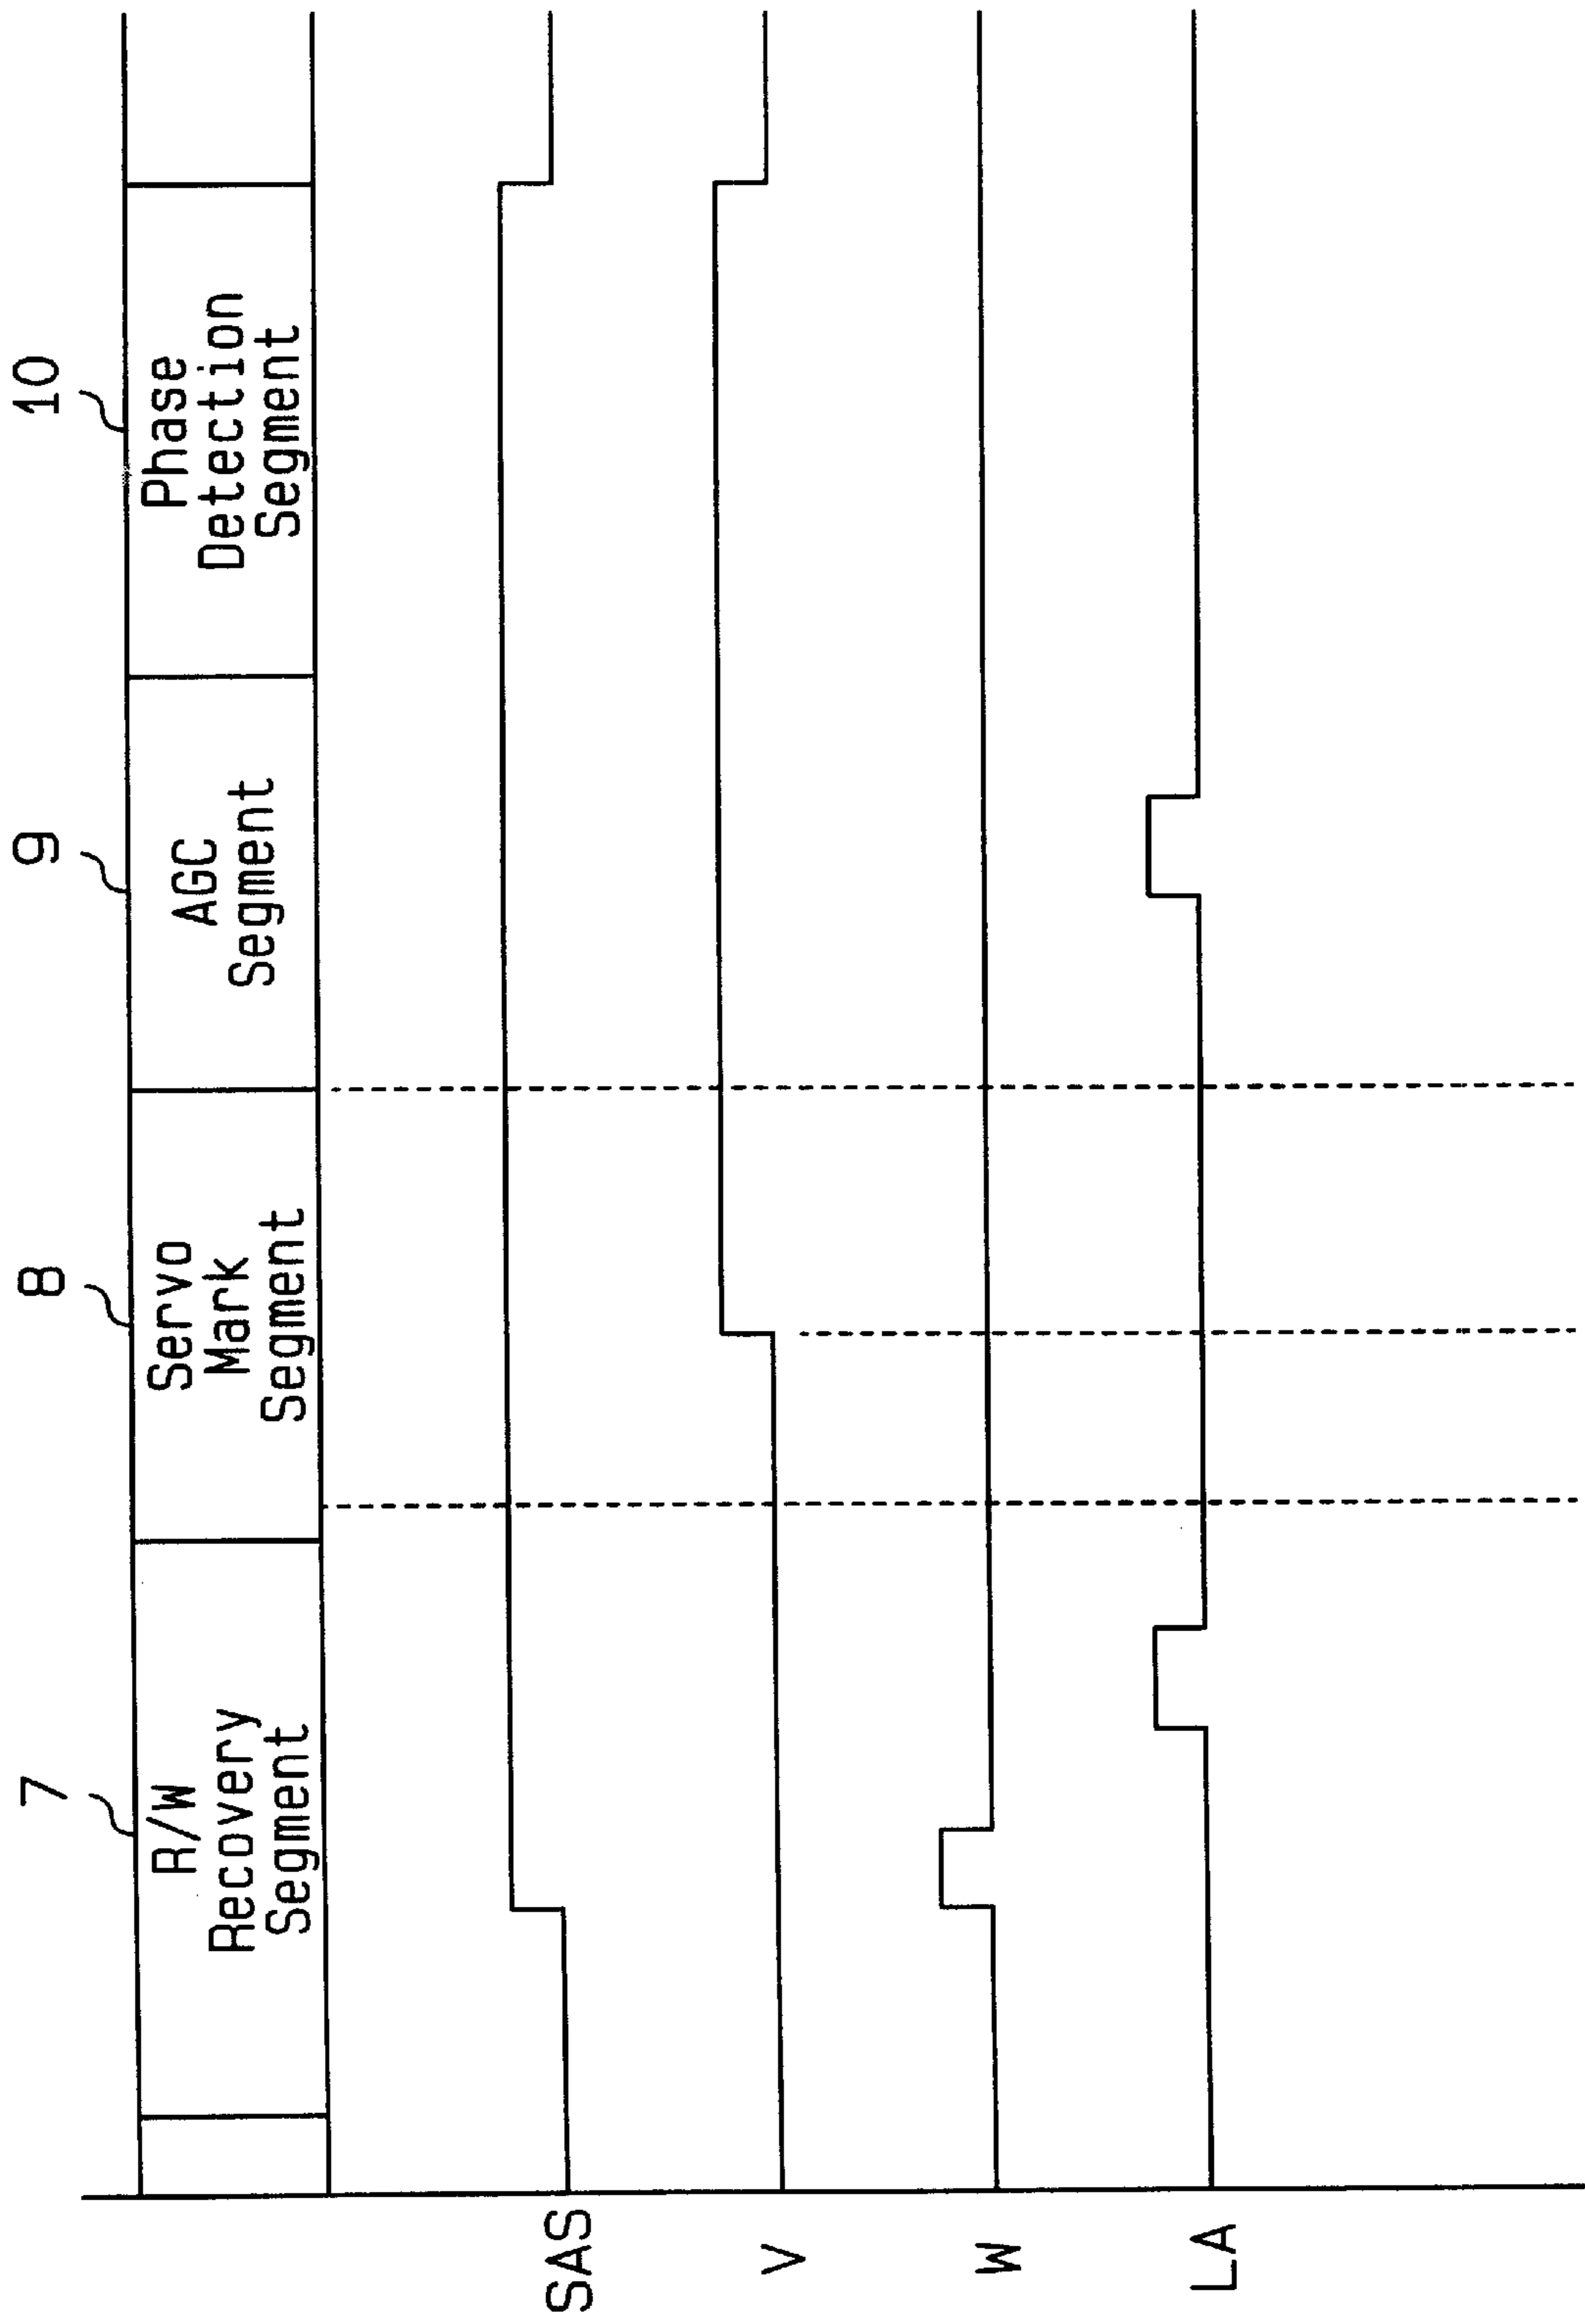 7
8
9
10
R/W
Recovery
Segment
Servo
Mark
Segment
AGC
Segment
Phase
Detection
Segment
SAS
V
W
LA